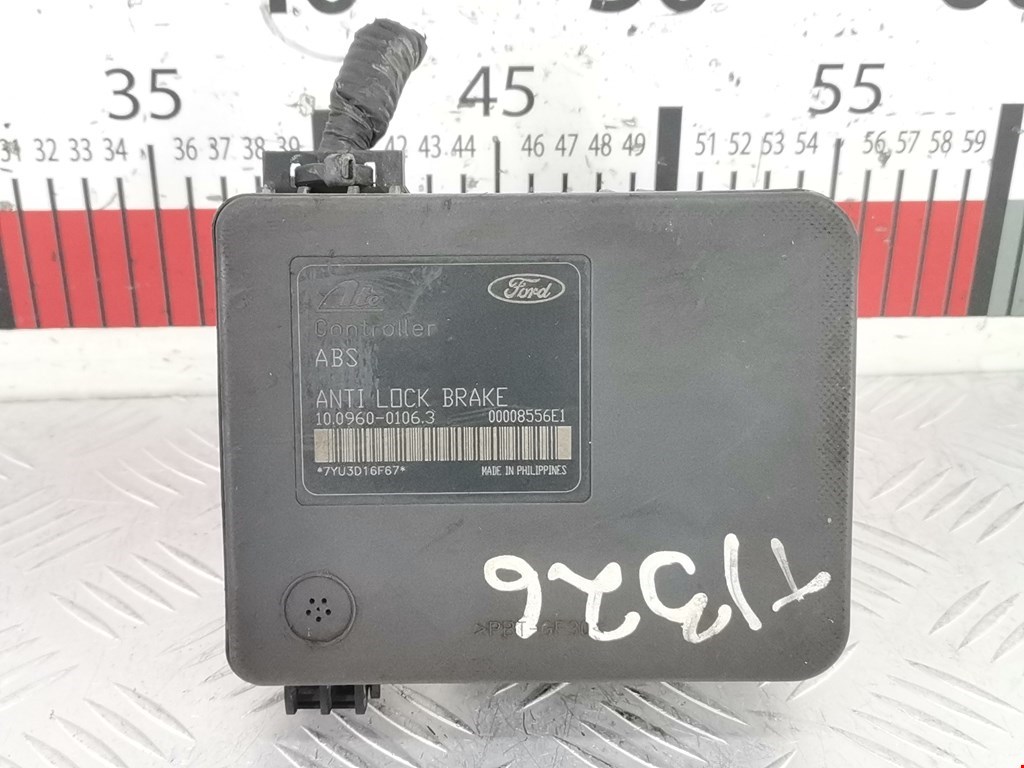 35 45 55
31 32 33 34 36 37 38 39 42 43 44 46 47 48 49 51 52 53 54 56 57 58 59
Ate Ford
Controller
ABS
ANTI LOCK BRAKE
10.0960-0106.3 00008556E1
*7YU3D16F67* MADE IN PHILIPPINES